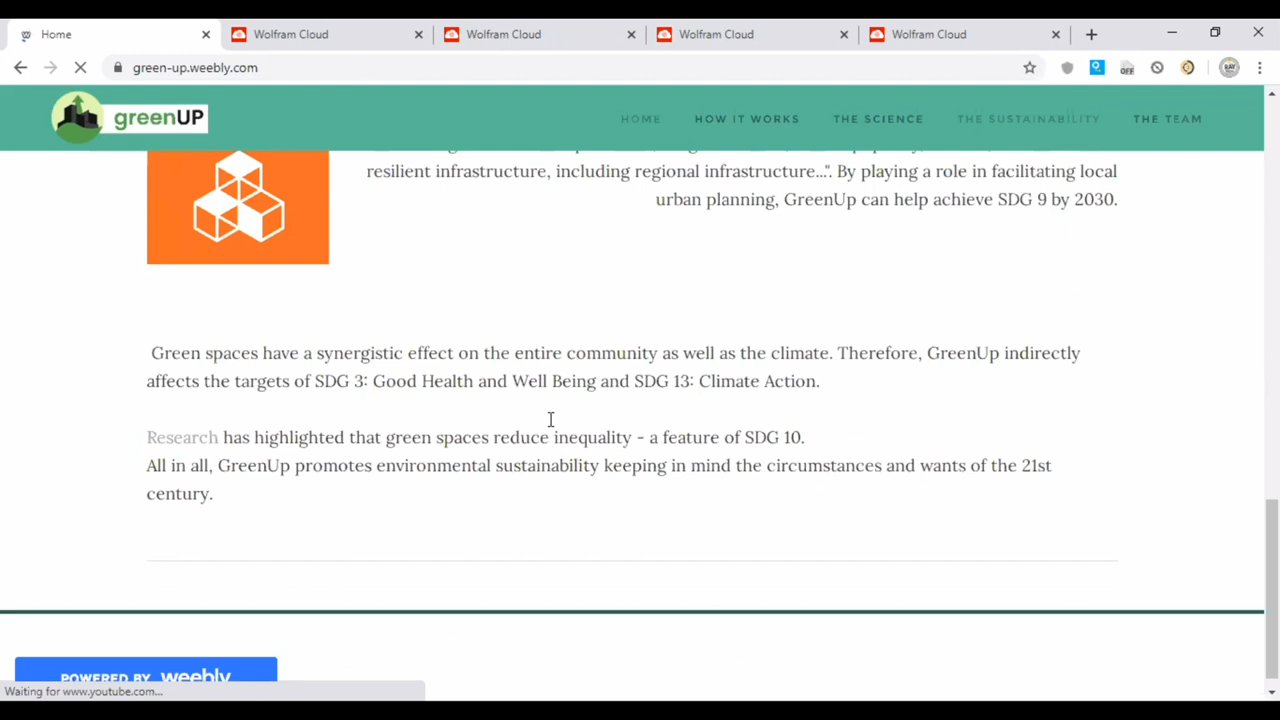 Home
Wolfram Cloud
Wolfram Cloud
Wolfram Cloud
Wolfram Cloud
green-up.weebly.com
OFF
greenUP
HOME
HOW IT WORKS
THE SCIENCE
THE SUSTAINABILITY
THE TEAM
resilient infrastructure, including regional infrastructure...". By playing a role in facilitating local
urban planning, GreenUp can help achieve SDG 9 by 2030.
Green spaces have a synergistic effect on the entire community as well as the climate. Therefore, GreenUp indirectly
affects the targets of SDG 3: Good Health and Well Being and SDG 13: Climate Action.
Research has highlighted that green spaces reduce inequality - a feature of SDG 10.
All in all, GreenUp promotes environmental sustainability keeping in mind the circumstances and wants of the 21st
century.
POWERED BY weebly
Waiting for www.youtube.com...